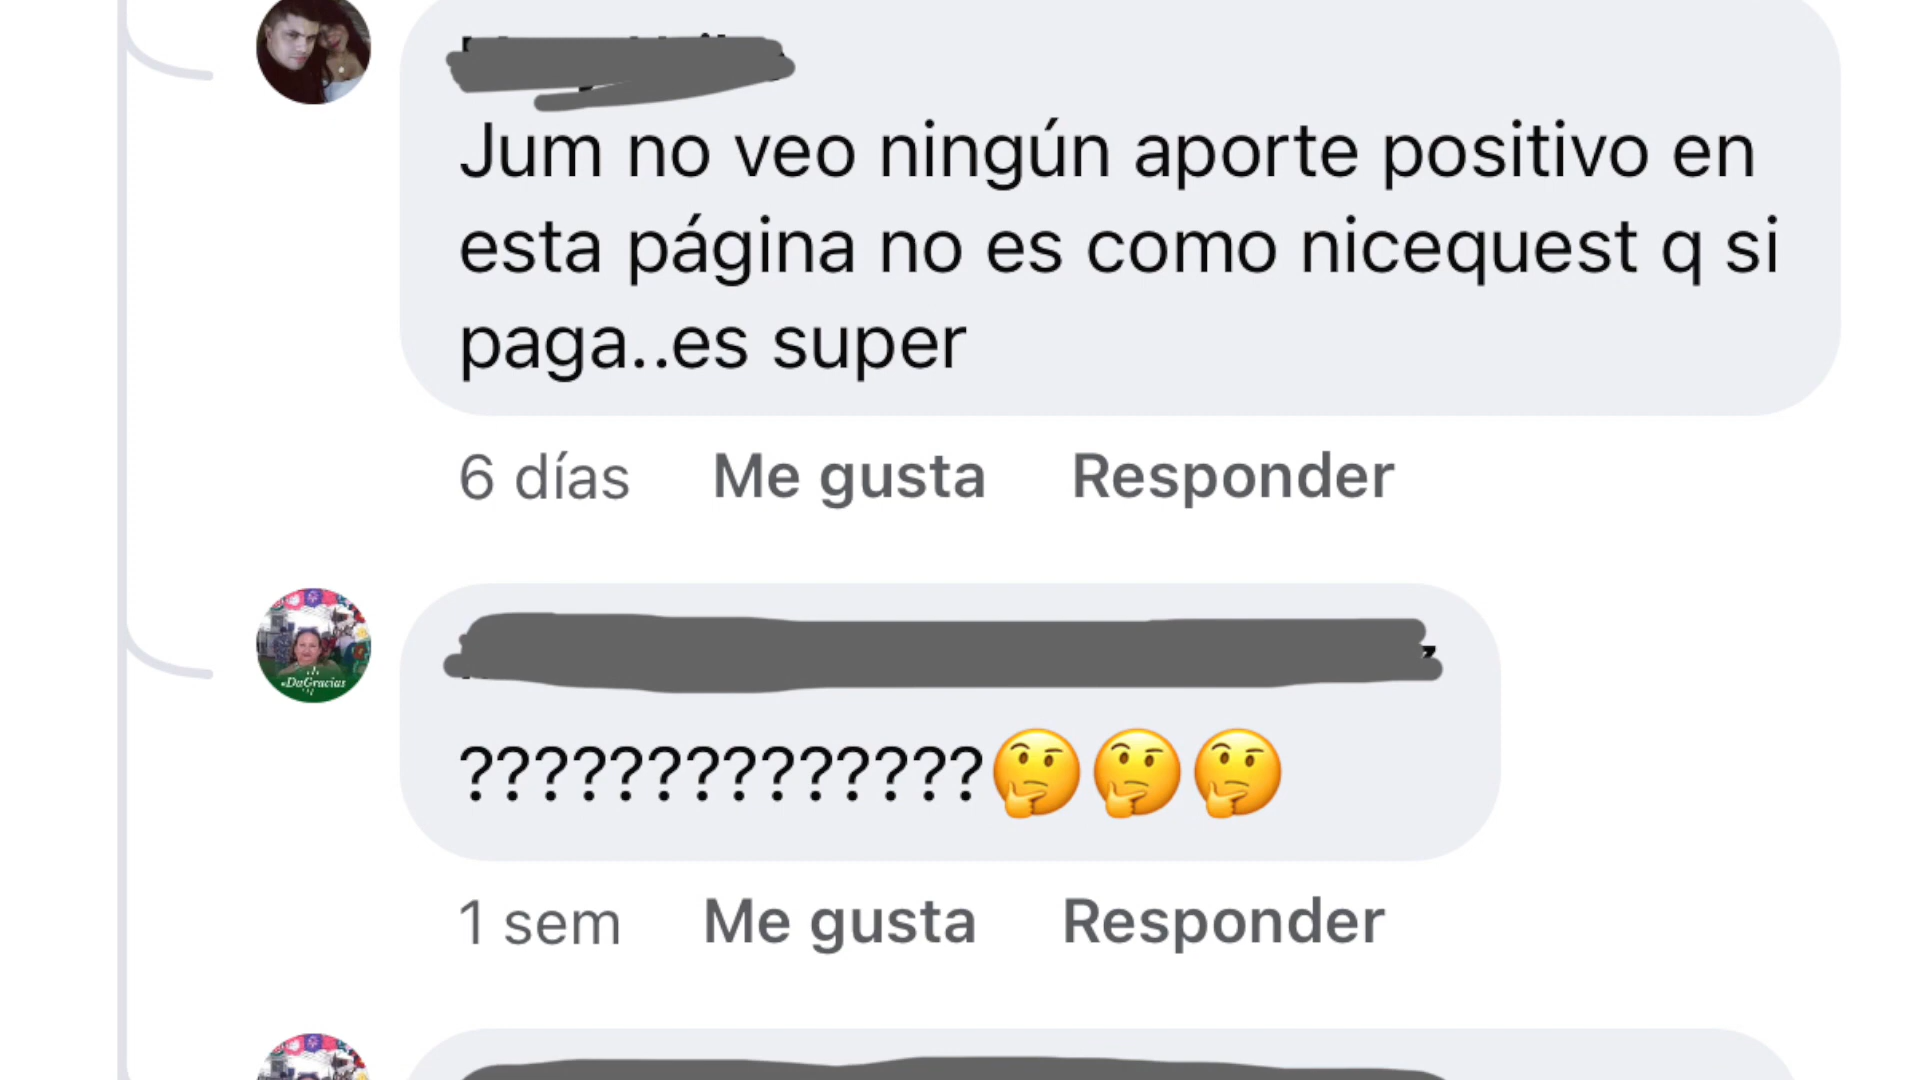 Jum no veo ningún aporte positivo en
esta página no es como nicequest q si
paga..es super
6 días Me gusta Responder
#DaGracias
??????????????🤔🤔🤔
1 sem Me gusta Responder